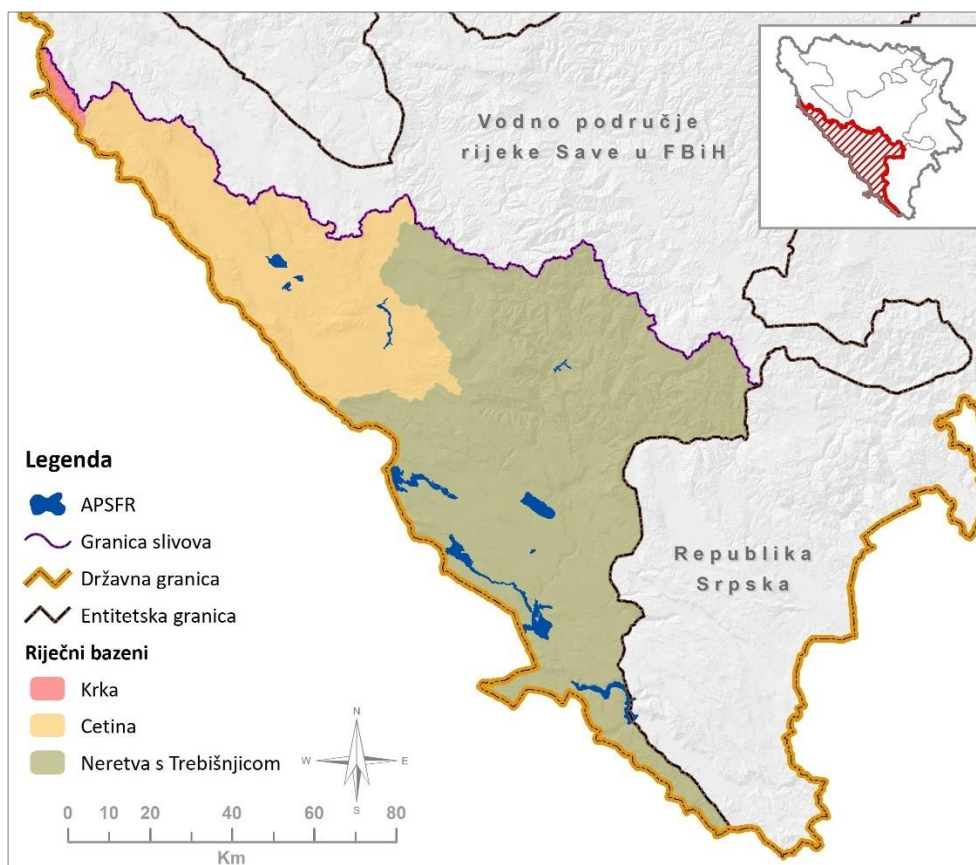 Vodno područje
rijeke Save u FBiH
Republika
Srpska
Legenda
APSFR
Granica slivova
Državna granica
Entitetska granica
Riječni bazeni
Krka
Cetina
Neretva s Trebišnjicom
N
W E
S
0 10 20 40 60 80
Km